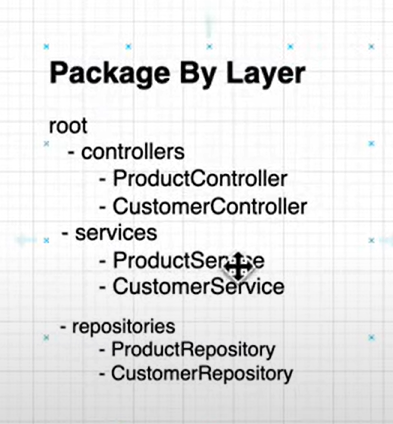 Package By Layer
root
- controllers
- ProductController
- CustomerController
- services
- ProductService
- CustomerService
- repositories
- ProductRepository
- CustomerRepository